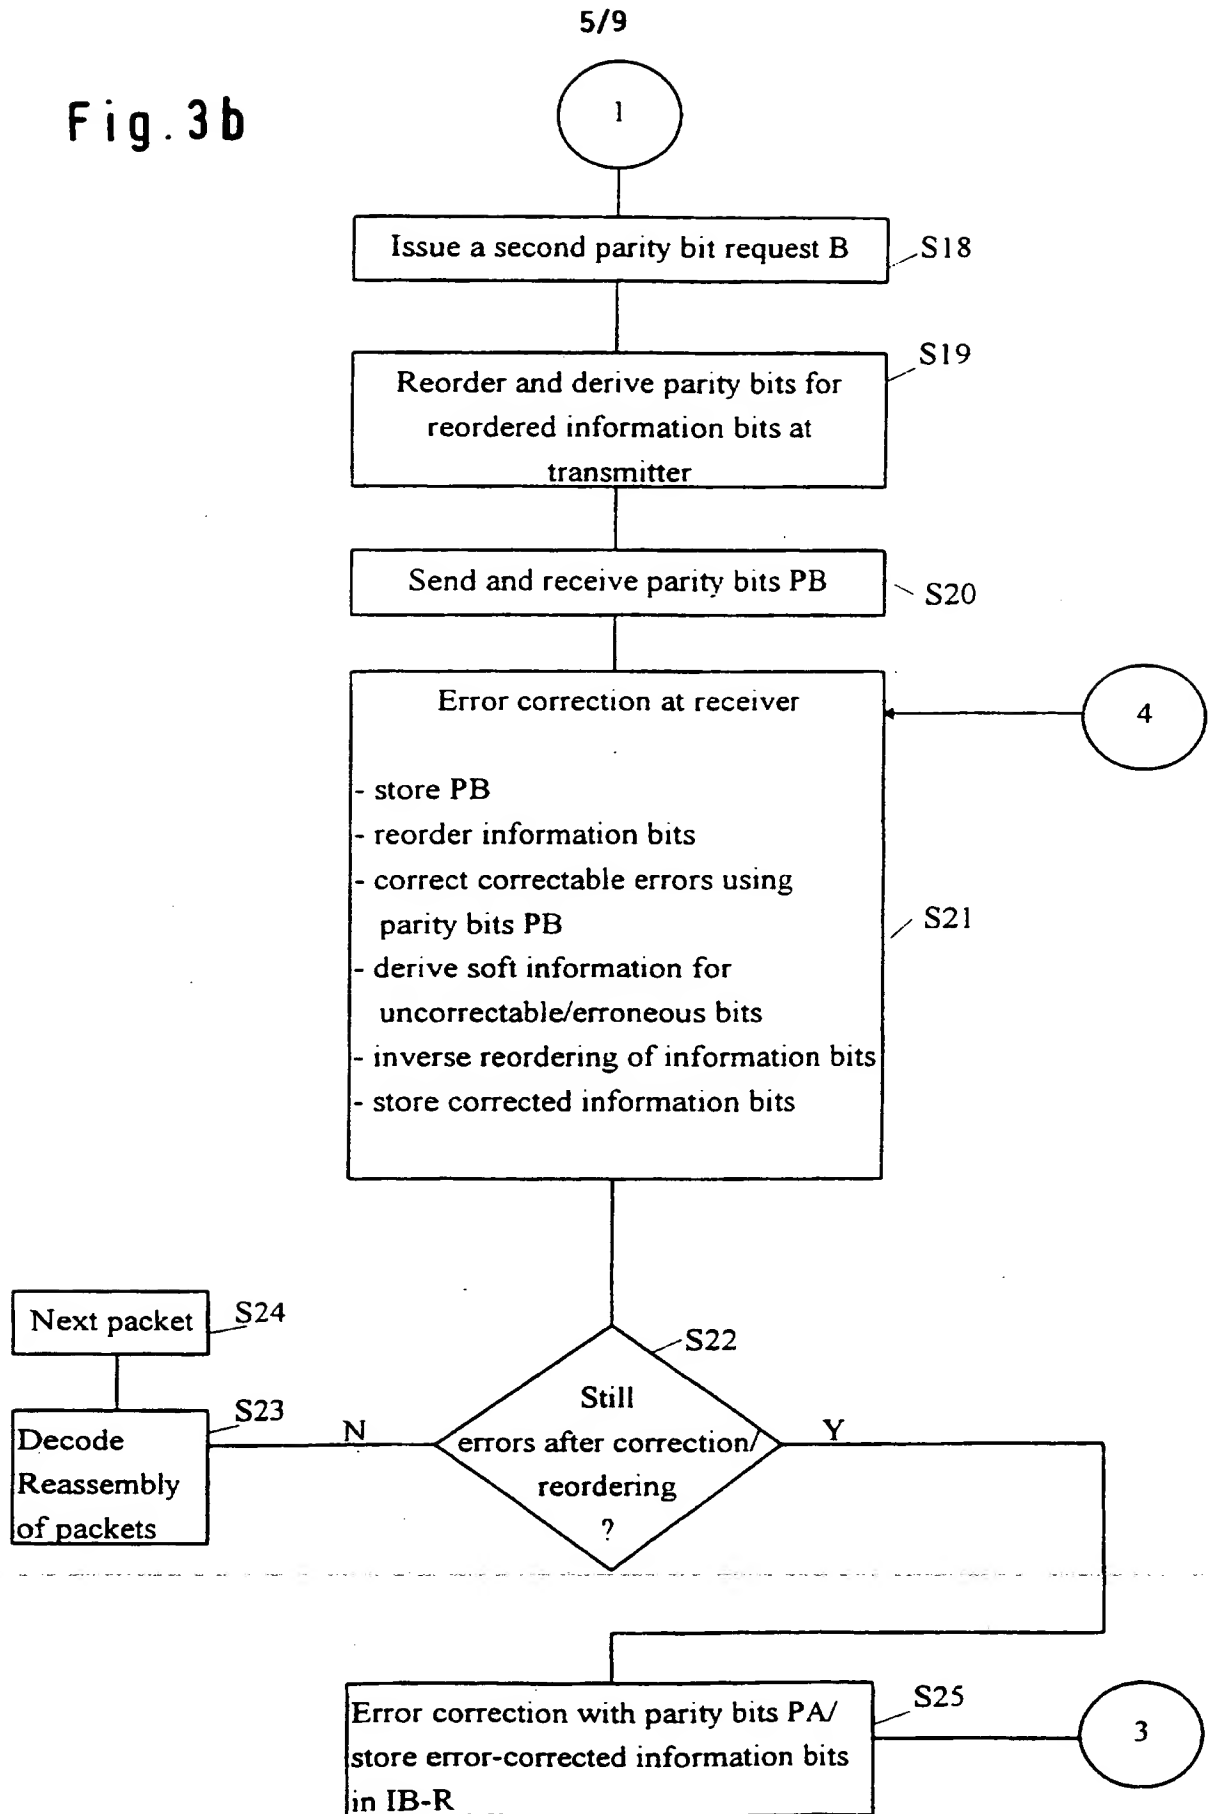 5/9
Fig.3b
1
Issue a second parity bit request B
S18
S19
Reorder and derive parity bits for
reordered information bits at
transmitter
Send and receive parity bits PB
S20
Error correction at receiver
4
- store PB
- reorder information bits
- correct correctable errors using
parity bits PB
S21
- derive soft information for
uncorrectable/erroneous bits
- inverse reordering of information bits
- store corrected information bits
Next packet
S24
S22
Still
errors after correction/
reordering
?
S23
N
Y
Decode
Reassembly
of packets
S25
Error correction with parity bits PA/
store error-corrected information bits
in IB-R
3